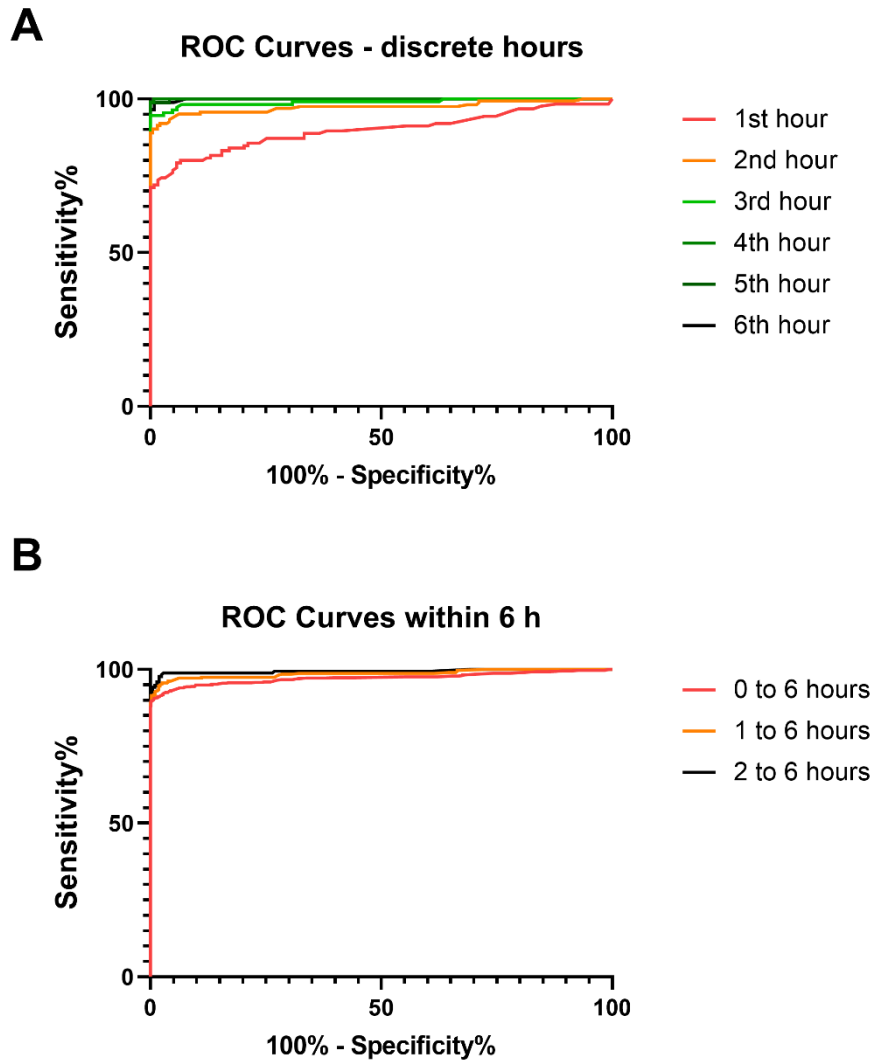 A
ROC Curves - discrete hours
Sensitivity%
100
50
0
0
50
100
100% - Specificity%
1st hour
2nd hour
3rd hour
4th hour
5th hour
6th hour
B
ROC Curves within 6 h
Sensitivity%
100
50
0
0
50
100
100% - Specificity%
0 to 6 hours
1 to 6 hours
2 to 6 hours